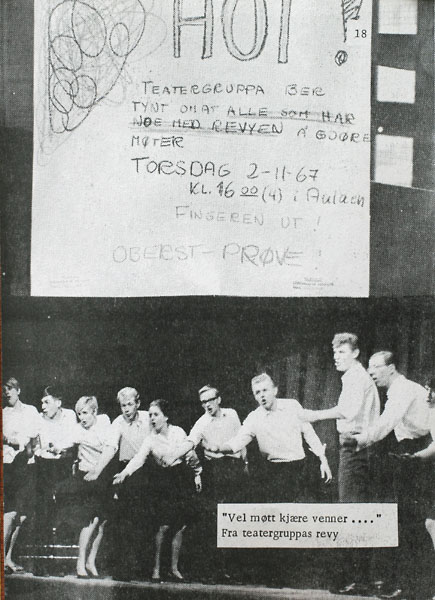 HOI !
18
TEATERGRUPPA BER
TYNT OM AT ALLE SOM HAR
NOE MED REVYEN Å GJØRE
MØTER
TORSDAG 2-11-67
KL. 16 00 (4) i Aulaen
FINGEREN UT!
OBERST-PRØVE!
"Vel møtt kjære venner ...."
Fra teatergruppas revy